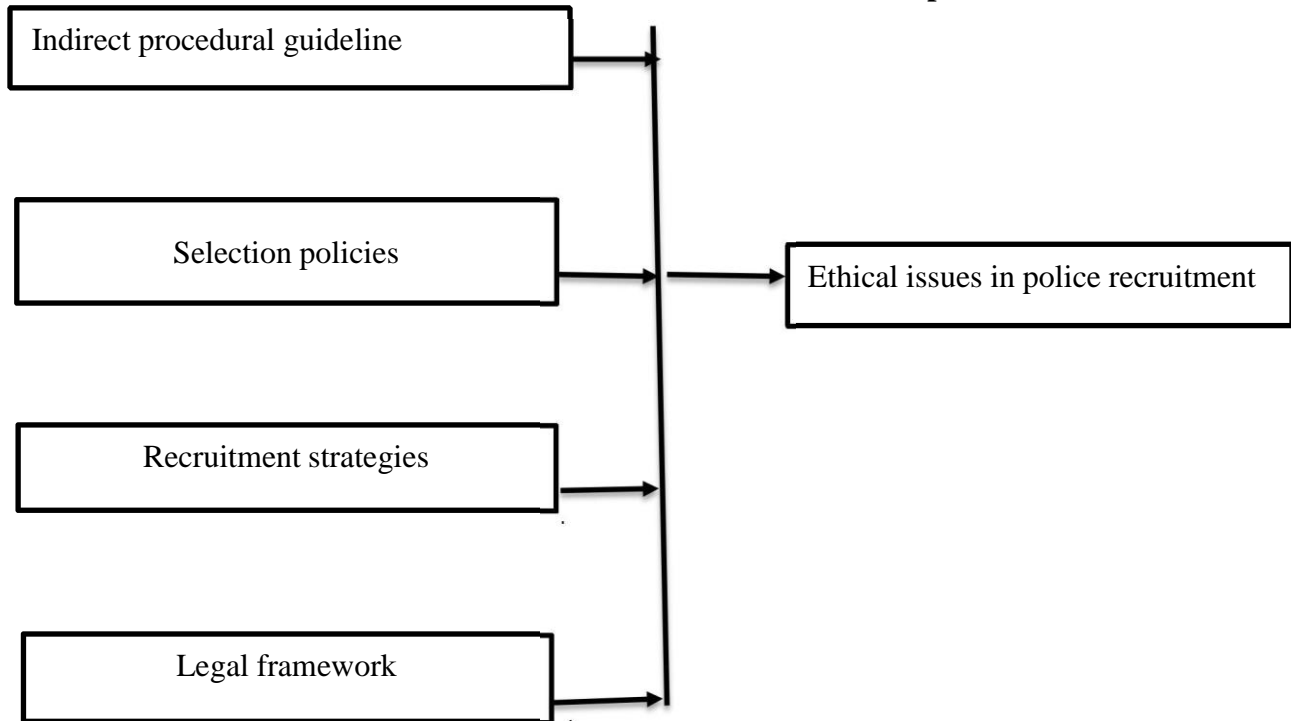 Indirect procedural guideline
Selection policies
Ethical issues in police recruitment
Recruitment strategies
Legal framework